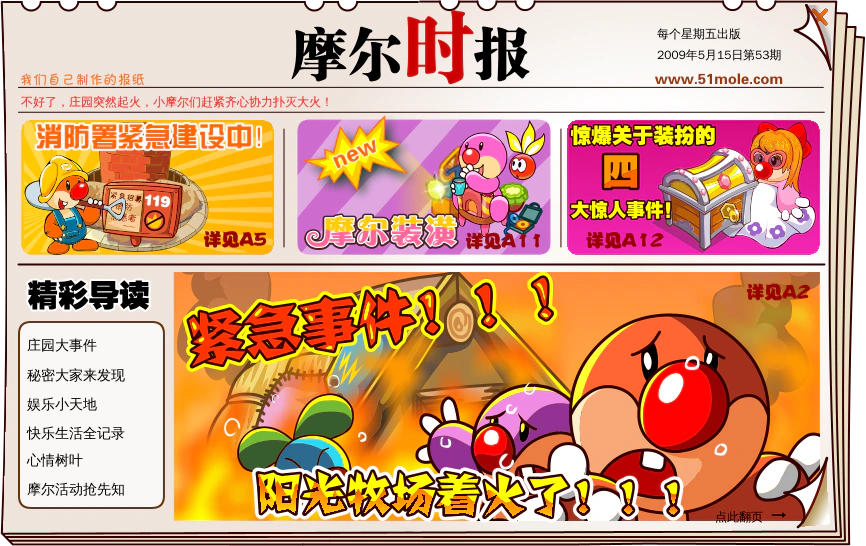 摩尔时报
每个星期五出版
2009年5月15日第53期
www.51mole.com
我们自己制作的报纸
不好了，庄园突然起火，小摩尔们赶紧齐心协力扑灭大火！
消防署紧急建设中!
119
详见A5
new
摩尔装潢
详见A11
惊爆关于装扮的
四
大惊人事件!
详见A12
精彩导读
庄园大事件
秘密大家来发现
娱乐小天地
快乐生活全记录
心情树叶
摩尔活动抢先知
紧急事件！！！
详见A2
阳光牧场着火了！！！
点此翻页 →